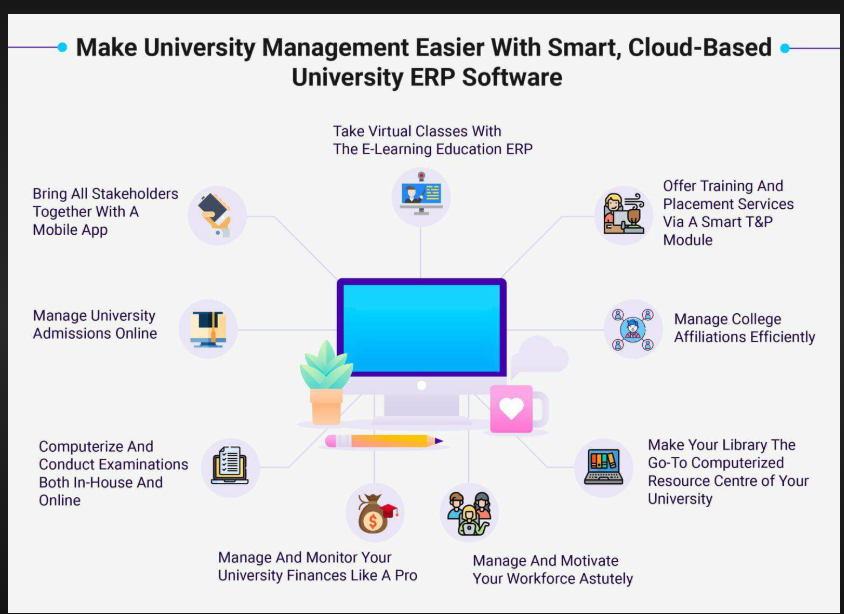 Make University Management Easier With Smart, Cloud-Based
University ERP Software
Take Virtual Classes With
The E-Learning Education ERP
Bring All Stakeholders
Together With A
Mobile App
Offer Training And
Placement Services
Via A Smart T&P
Module
Manage University
Admissions Online
Manage College
Affiliations Efficiently
Computerize And
Conduct Examinations
Both In-House And
Online
Make Your Library The
Go-To Computerized
Resource Centre of Your
University
Manage And Monitor Your
University Finances Like A Pro
Manage And Motivate
Your Workforce Astutely